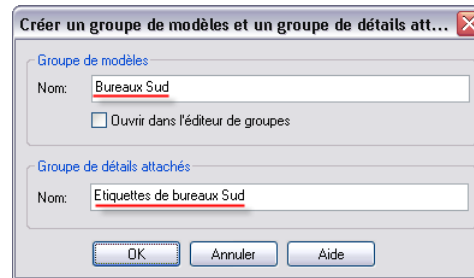 Créer un groupe de modèles et un groupe de détails att...
Groupe de modèles
Nom: Bureaux Sud
Ouvrir dans l'éditeur de groupes
Groupe de détails attachés
Nom: Etiquettes de bureaux Sud
OK Annuler Aide